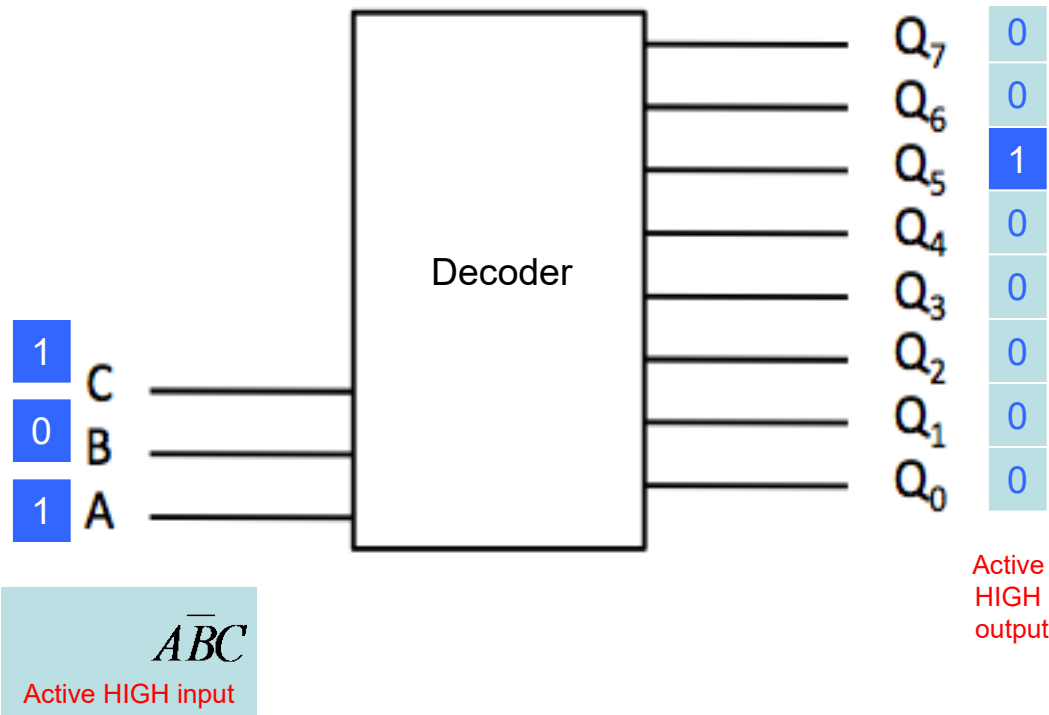 Q₇ 0
Q₆ 0
Q₅ 1
Q₄ 0
Decoder
Q₃ 0
1
C
Q₂ 0
0
B
Q₁ 0
1
A
Q₀ 0
Active
HIGH
output
AB̅C
Active HIGH input